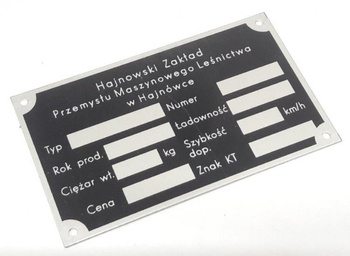 Hajnowski Zakład
Przemysłu Maszynowego Leśnictwa
w Hajnówce
Typ Numer
Rok prod. Ładowność
Ciężar wł. kg Szybkość dop. km/h
Cena Znak KT